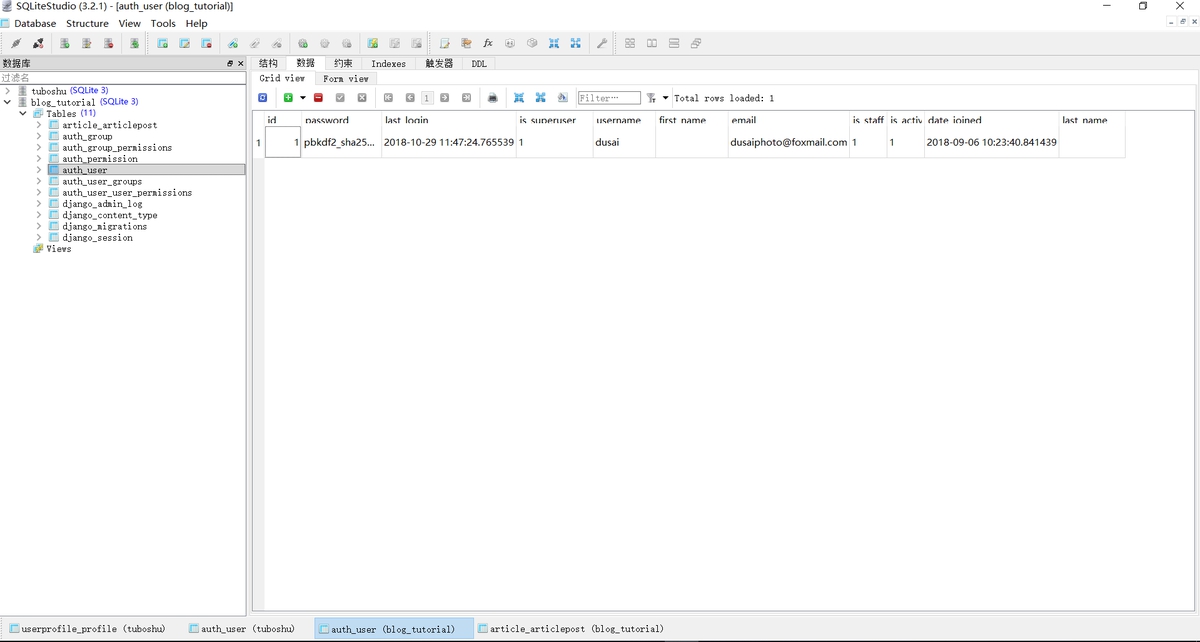 SQLiteStudio (3.2.1) - [auth_user (blog_tutorial)]
Database Structure View Tools Help
数据库
过滤名
tuboshu (SQLite 3)
blog_tutorial (SQLite 3)
Tables (11)
article_articlepost
auth_group
auth_group_permissions
auth_permission
auth_user
auth_user_groups
auth_user_user_permissions
django_admin_log
django_content_type
django_migrations
django_session
Views
结构 数据 约束 Indexes 触发器 DDL
Grid view Form view
1 Filter… Total rows loaded: 1
id password last_login is_superuser username first_name email is_staff is_activ date_joined last_name
1 1 pbkdf2_sha25... 2018-10-29 11:47:24.765539 1 dusai dusaiphoto@foxmail.com 1 1 2018-09-06 10:23:40.841439
userprofile_profile (tuboshu) auth_user (tuboshu) auth_user (blog_tutorial) article_articlepost (blog_tutorial)